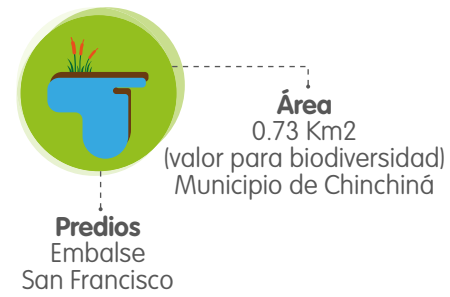 Área
0.73 Km2
(valor para biodiversidad)
Municipio de Chinchiná
Predios
Embalse
San Francisco